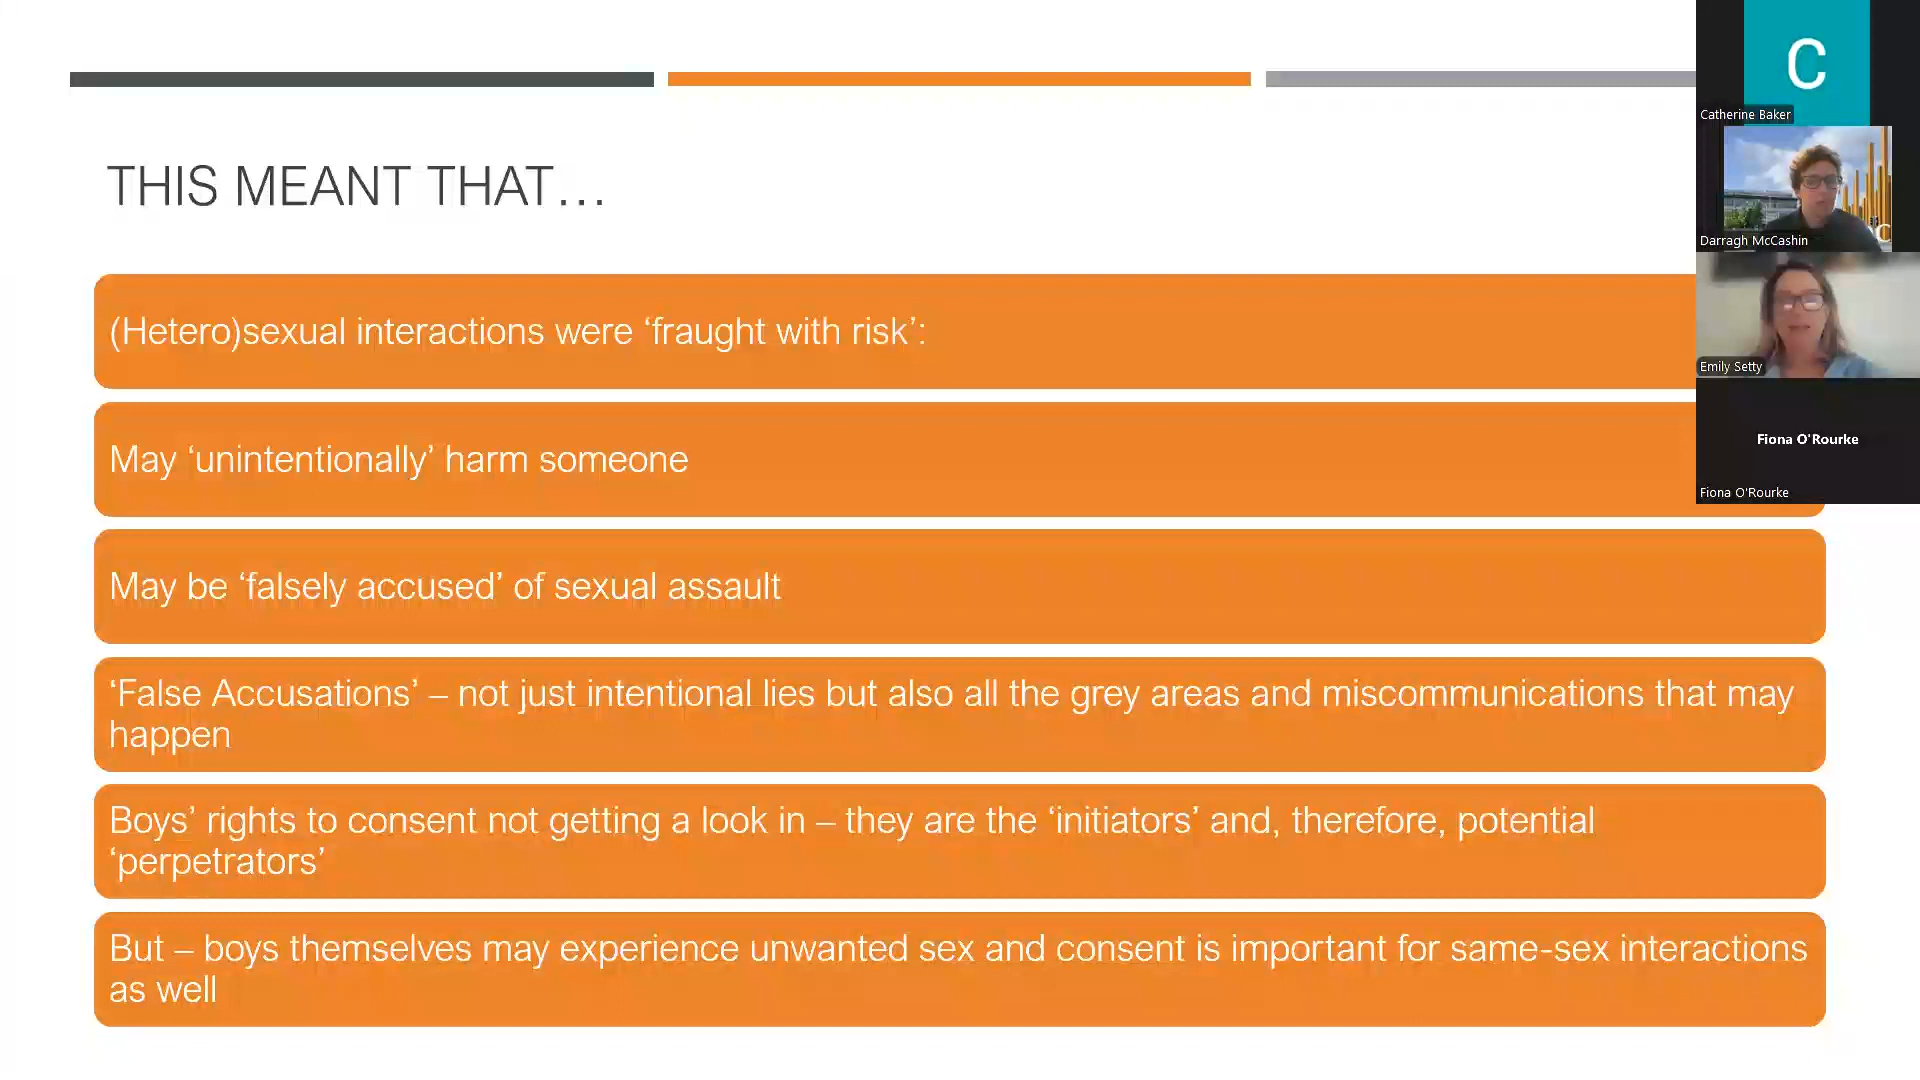 THIS MEANT THAT…
(Hetero)sexual interactions were ‘fraught with risk’:
May ‘unintentionally’ harm someone
May be ‘falsely accused’ of sexual assault
‘False Accusations’ – not just intentional lies but also all the grey areas and miscommunications that may
happen
Boys’ rights to consent not getting a look in – they are the ‘initiators’ and, therefore, potential
‘perpetrators’
But – boys themselves may experience unwanted sex and consent is important for same-sex interactions
as well
C
Catherine Baker
Darragh McCashin
Emily Setty
Fiona O'Rourke
Fiona O'Rourke